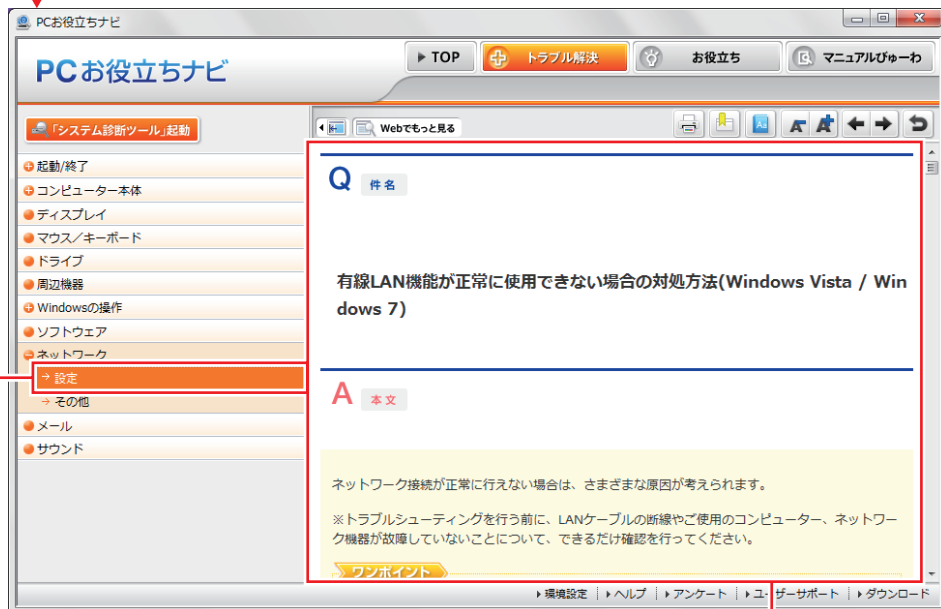 PCお役立ちナビ
PCお役立ちナビ
TOP
トラブル解決
お役立ち
マニュアルびゅーわ
「システム診断ツール」起動
Webでもっと見る
起動/終了
コンピューター本体
ディスプレイ
マウス／キーボード
ドライブ
周辺機器
Windowsの操作
ソフトウェア
ネットワーク
設定
その他
メール
サウンド
Q 件名
有線LAN機能が正常に使用できない場合の対処方法(Windows Vista / Win
dows 7)
A 本文
ネットワーク接続が正常に行えない場合は、さまざまな原因が考えられます。
※トラブルシューティングを行う前に、LANケーブルの断線やご使用のコンピューター、ネットワー
ク機器が故障していないことについて、できるだけ確認を行ってください。
ワンポイント
環境設定
ヘルプ
アンケート
ユーザーサポート
ダウンロード